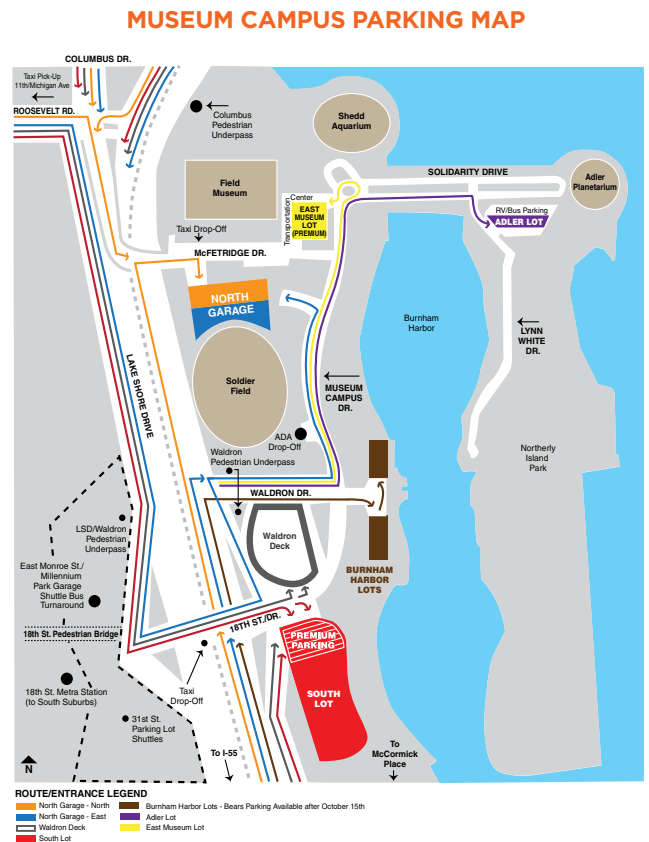 MUSEUM CAMPUS PARKING MAP
COLUMBUS DR.
Taxi Pick-Up
11th/Michigan Ave
ROOSEVELT RD.
Columbus
Pedestrian
Underpass
Shedd
Aquarium
SOLIDARITY DRIVE
Adler
Planetarium
Field
Museum
Transportation
Center
EAST
MUSEUM
LOT
(PREMIUM)
RV/Bus Parking
ADLER LOT
Taxi Drop-Off
McFETRIDGE DR.
NORTH
GARAGE
Burnham
Harbor
LYNN
WHITE
DR.
LAKE SHORE DRIVE
Soldier
Field
MUSEUM
CAMPUS
DR.
ADA
Drop-Off
Waldron
Pedestrian Underpass
Northerly
Island
Park
WALDRON DR.
LSD/Waldron
Pedestrian
Underpass
Waldron
Deck
East Monroe St./
Millennium
Park Garage
Shuttle Bus
Turnaround
BURNHAM
HARBOR
LOTS
18TH ST./DR.
18th St. Pedestrian Bridge
PREMIUM
PARKING
18th St. Metra Station
(to South Suburbs)
Taxi
Drop-Off
SOUTH
LOT
31st St.
Parking Lot
Shuttles
To I-55
To
McCormick
Place
N
ROUTE/ENTRANCE LEGEND
North Garage - North
North Garage - East
Waldron Deck
South Lot
Burnham Harbor Lots - Bears Parking Available after October 15th
Adler Lot
East Museum Lot